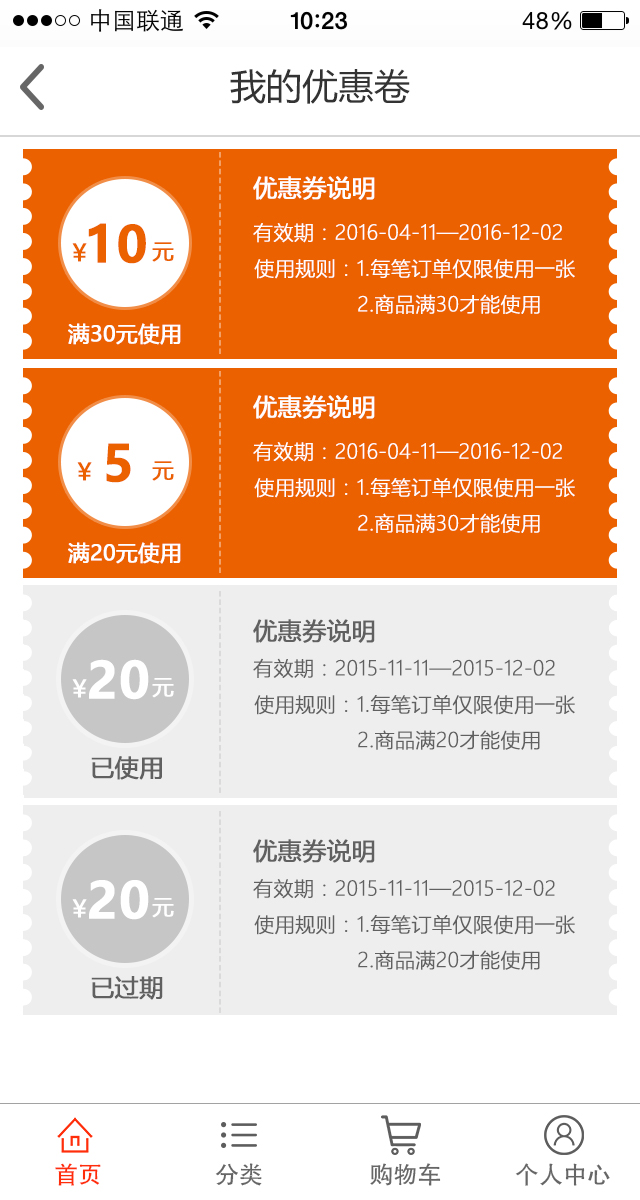 中国联通 10:23 48%
我的优惠卷
¥10元
满30元使用
优惠券说明
有效期：2016-04-11—2016-12-02
使用规则：1.每笔订单仅限使用一张
2.商品满30才能使用
¥ 5 元
满20元使用
优惠券说明
有效期：2016-04-11—2016-12-02
使用规则：1.每笔订单仅限使用一张
2.商品满30才能使用
¥20元
已使用
优惠券说明
有效期：2015-11-11—2015-12-02
使用规则：1.每笔订单仅限使用一张
2.商品满20才能使用
¥20元
已过期
优惠券说明
有效期：2015-11-11—2015-12-02
使用规则：1.每笔订单仅限使用一张
2.商品满20才能使用
首页 分类 购物车 个人中心